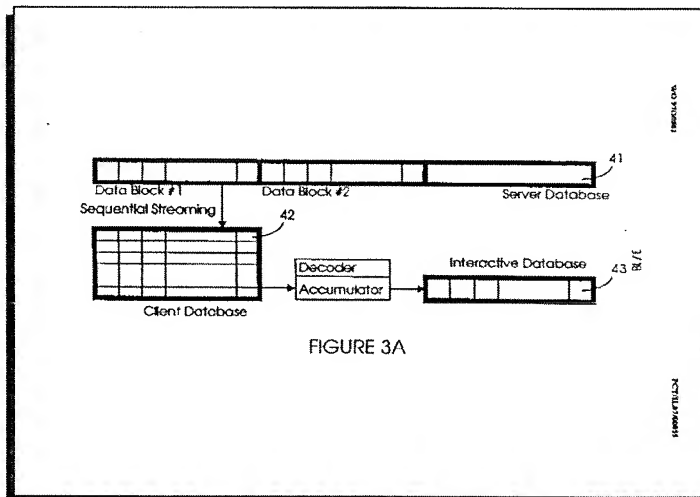 41
Data Block #1
Data Block #2
Server Database
Sequential Streaming
42
Decoder
Accumulator
Interactive Database
43
Client Database
FIGURE 3A